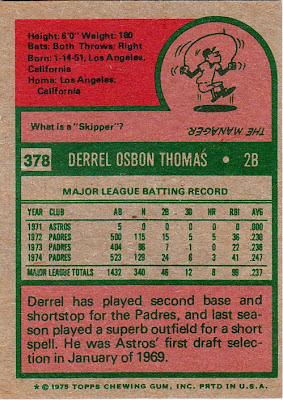 Height: 6'0" Weight: 160
Bats: Both Throws: Right
Born: 1-14-51, Los Angeles,
California
Home: Los Angeles,
California
What is a "Skipper"?
THE MANAGER
378 DERREL OSBON THOMAS • 2B
MAJOR LEAGUE BATTING RECORD
YEAR CLUB AB H 2B 3B HR RBI AVG
1971 ASTROS 5 0 0 0 0 0 .000
1972 PADRES 500 115 15 5 5 36 .230
1973 PADRES 404 96 1 0 22 .238
1974 PADRES 523 129 24 6 3 41 .247
MAJOR LEAGUE TOTALS 1432 340 46 12 8 99 .237
Derrel has played second base and
shortstop for the Padres, and last sea-
son played a superb outfield for a short
spell. He was Astros' first draft selec-
tion in January of 1969.
* © 1975 TOPPS CHEWING GUM, INC. PRTD IN U.S.A.